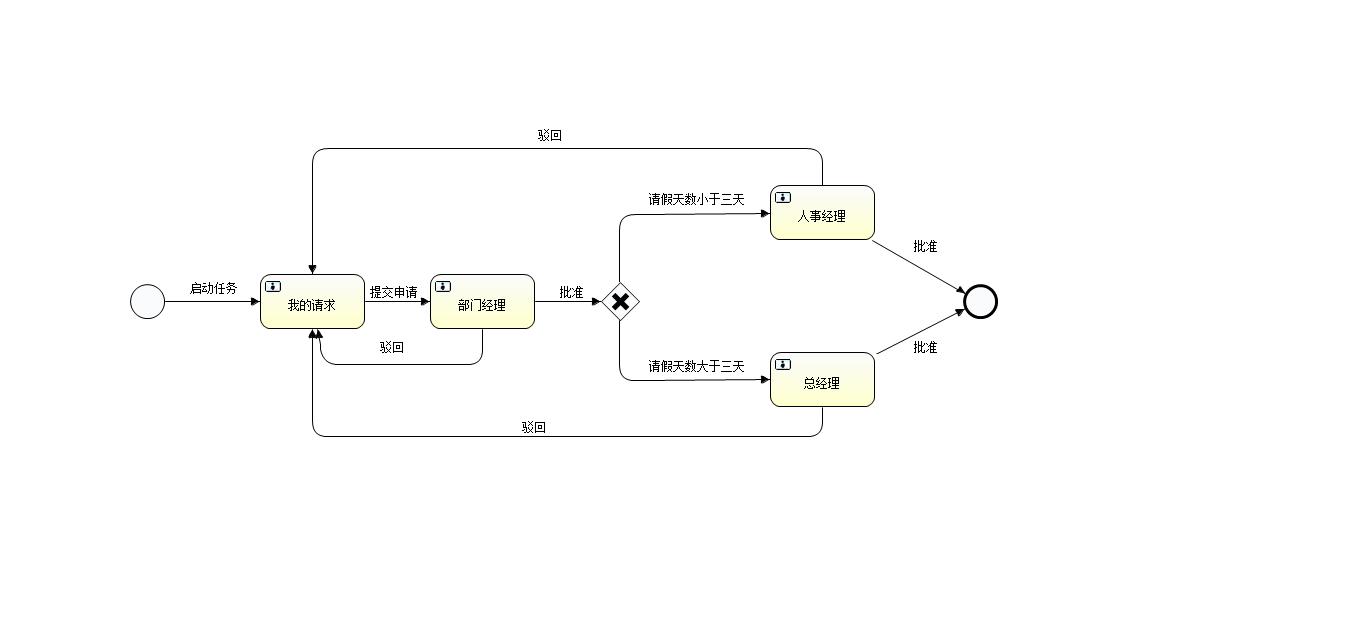 驳回
请假天数小于三天
人事经理
批准
启动任务
我的请求
提交申请
部门经理
批准
驳回
请假天数大于三天
总经理
批准
驳回